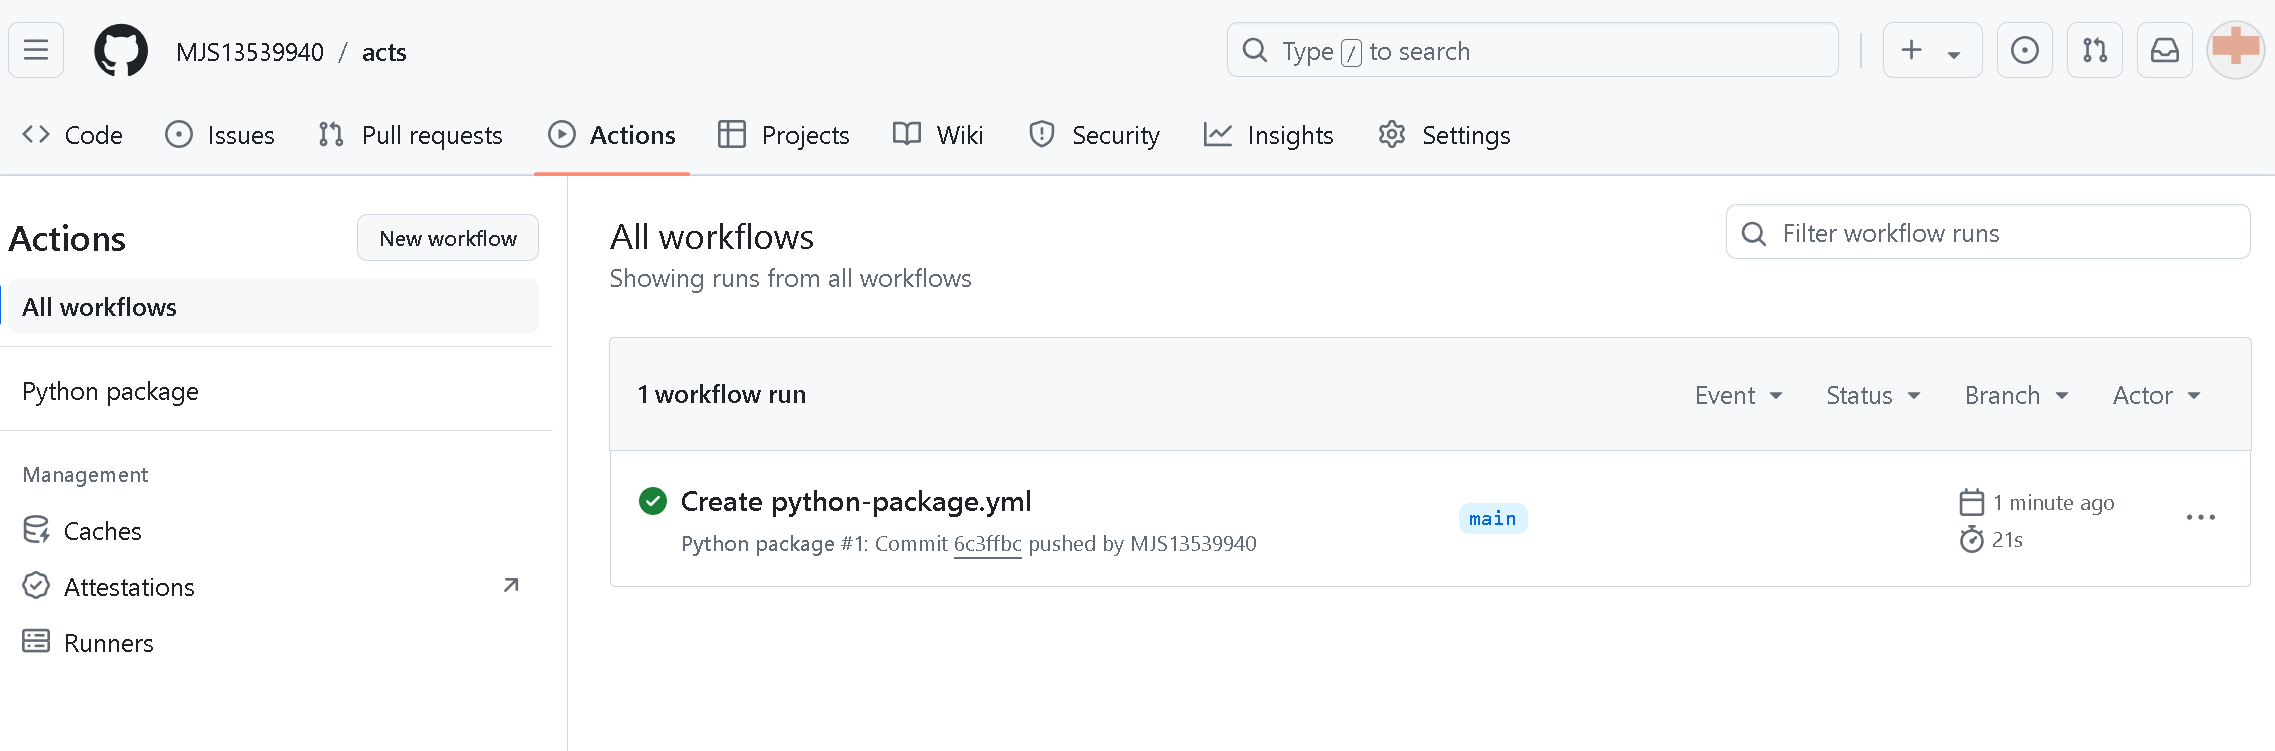 MJS13539940 / acts
Type / to search
Code Issues Pull requests Actions Projects Wiki Security Insights Settings
Actions
New workflow
All workflows
Python package
Management
Caches
Attestations
Runners
All workflows
Showing runs from all workflows
Filter workflow runs
1 workflow run
Event Status Branch Actor
Create python-package.yml
Python package #1: Commit 6c3ffbc pushed by MJS13539940
main
1 minute ago
21s